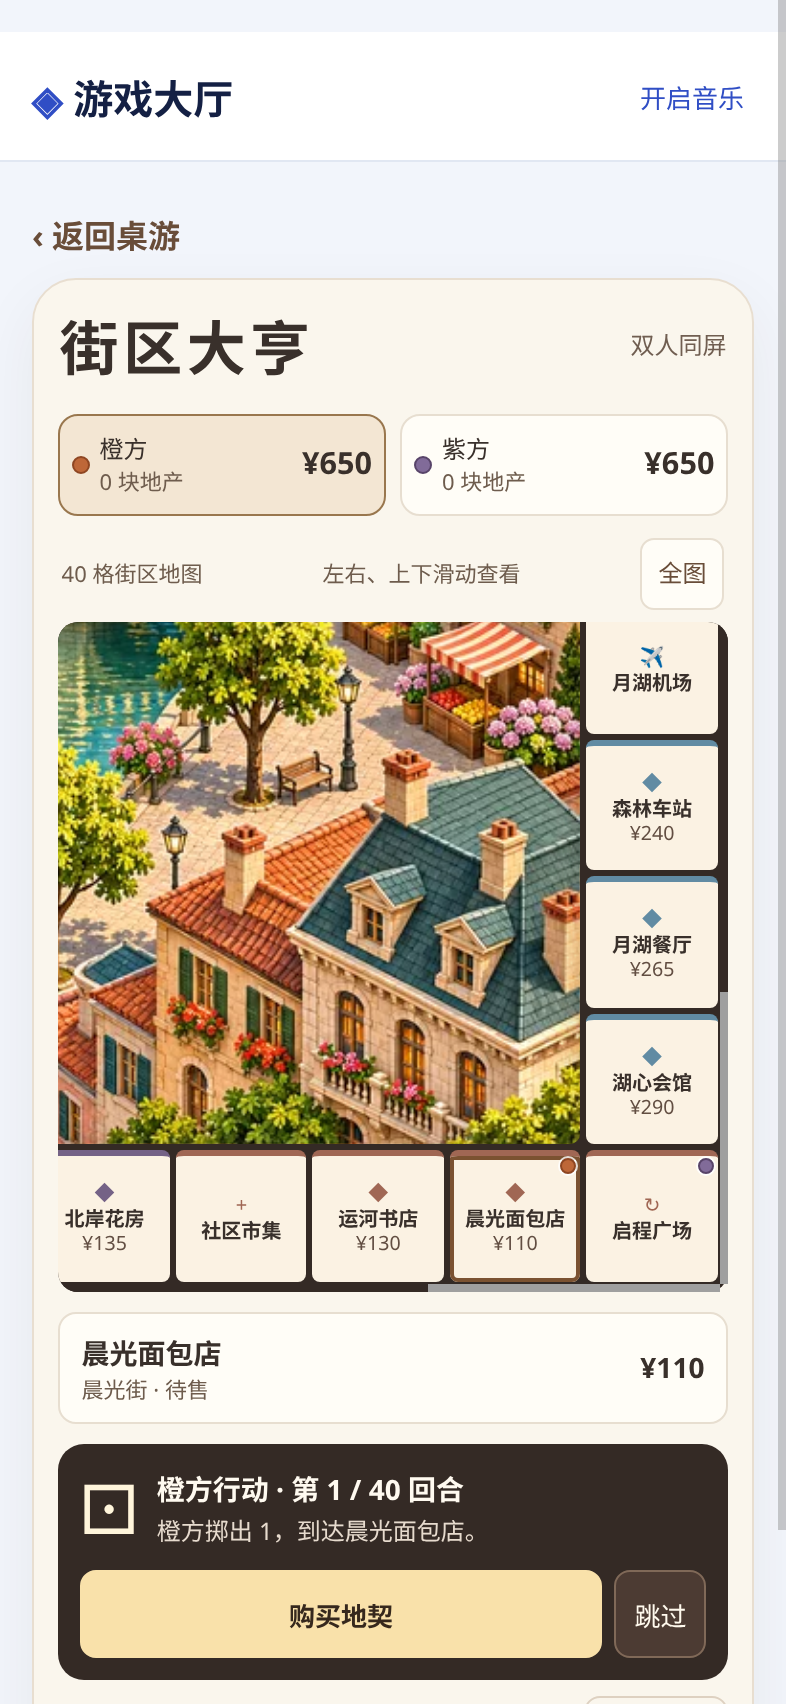 游戏大厅
开启音乐
‹ 返回桌游
街区大亨
双人同屏
橙方
0 块地产
¥650
紫方
0 块地产
¥650
40 格街区地图
左右、上下滑动查看
全图
月湖机场
森林车站
¥240
月湖餐厅
¥265
湖心会馆
¥290
北岸花房
¥135
社区市集
运河书店
¥130
晨光面包店
¥110
启程广场
晨光面包店
晨光街 · 待售
¥110
橙方行动 · 第 1 / 40 回合
橙方掷出 1，到达晨光面包店。
购买地契
跳过